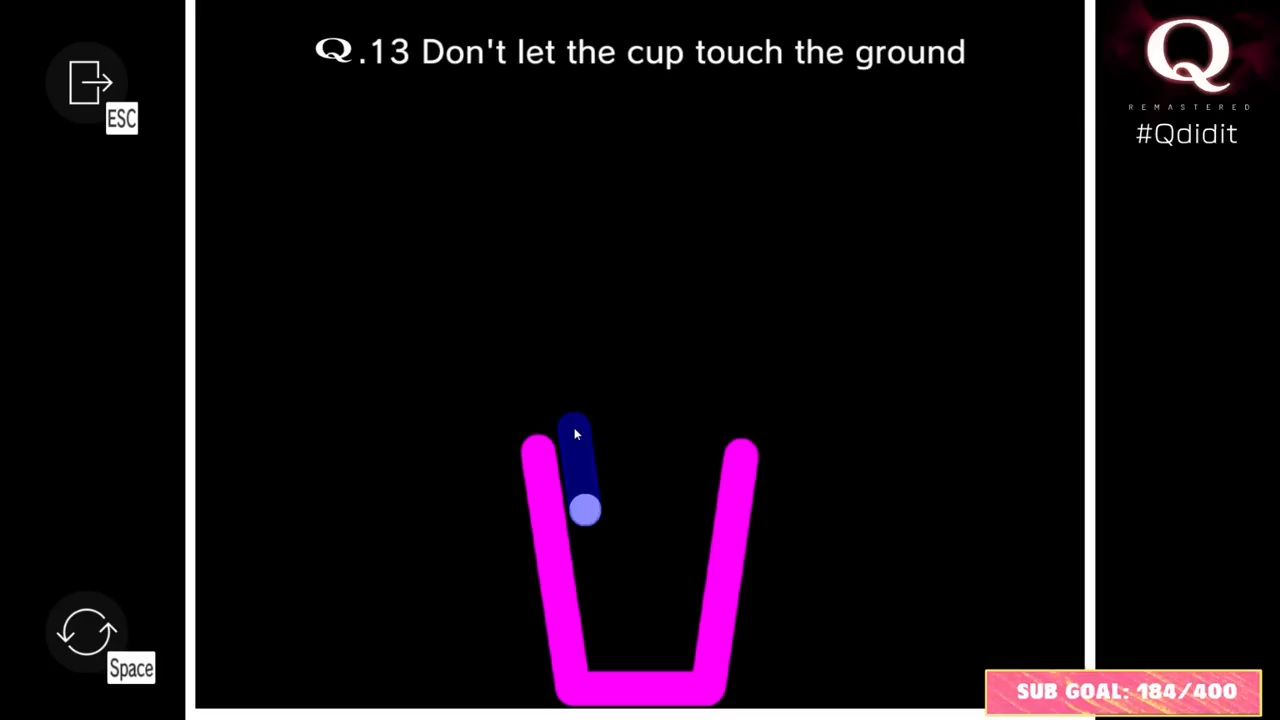 Q.13 Don't let the cup touch the ground
ESC
Q
REMASTERED
#Qdidit
Space
SUB GOAL: 184/400